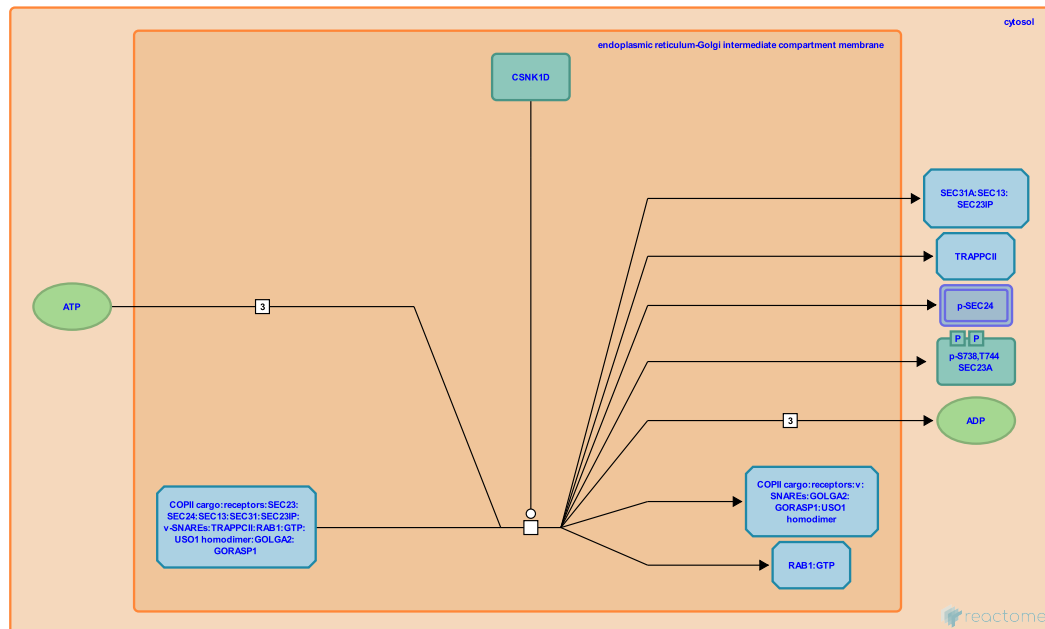 cytosol
endoplasmic reticulum-Golgi intermediate compartment membrane
CSNK1D
SEC31A:SEC13:
SEC23IP
TRAPPCII
p-SEC24
ATP
3
P P
p-S738,T744
SEC23A
3
ADP
COPII cargo:receptors:SEC23:
SEC24:SEC13:SEC31:SEC23IP:
v-SNAREs:TRAPPCII:RAB1:GTP:
USO1 homodimer:GOLGA2:
GORASP1
COPII cargo:receptors:v:
SNAREs:GOLGA2:
GORASP1:USO1
homodimer
RAB1:GTP
reactome